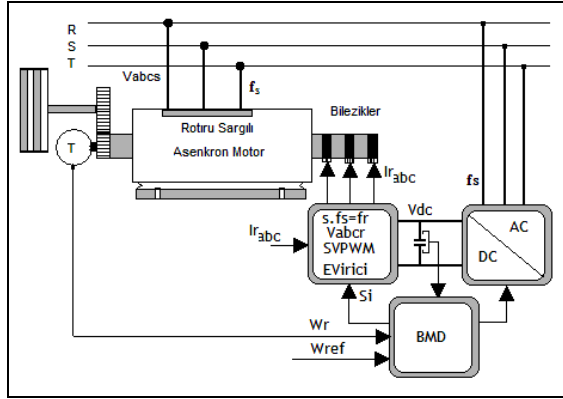 R
S
T
Vabcs
fs
Bilezikler
Rotıru Sargılı
Asenkron Motor
T
Irabc
fs
s.fs=fr
Vabcr
SVPWM
EVirici
Vdc
AC
DC
Irabc
Si
Wr
BMD
Wref